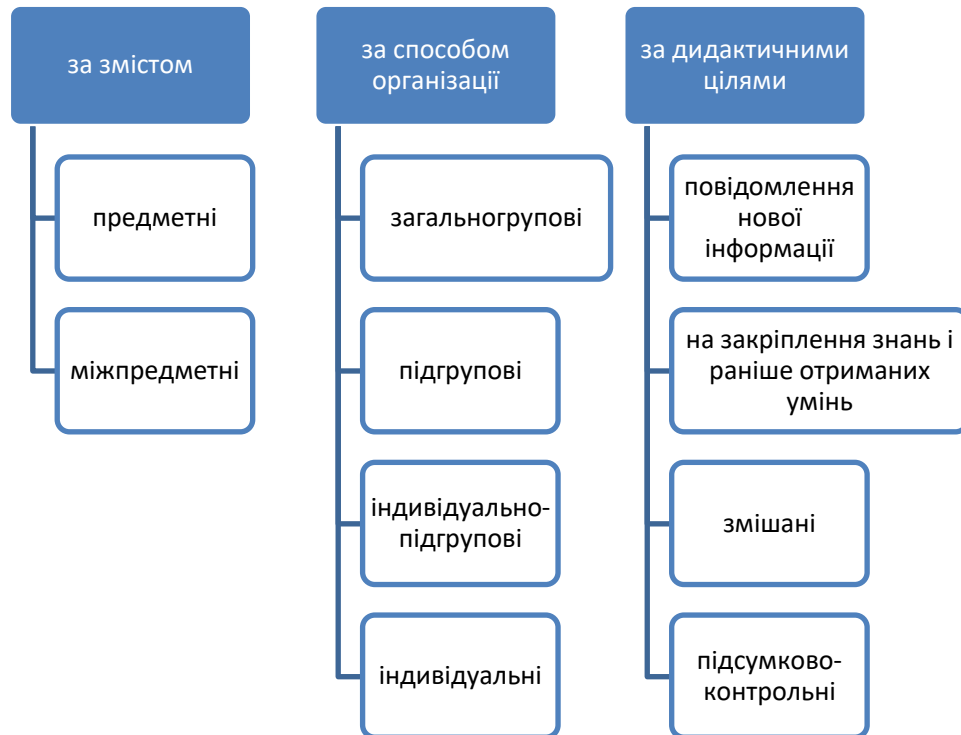 за змістом
предметні
міжпредметні
за способом
організації
загальногрупові
підгрупові
індивідуально-
підгрупові
індивідуальні
за дидактичними
цілями
повідомлення
нової
інформації
на закріплення знань і
раніше отриманих
умінь
змішані
підсумково-
контрольні